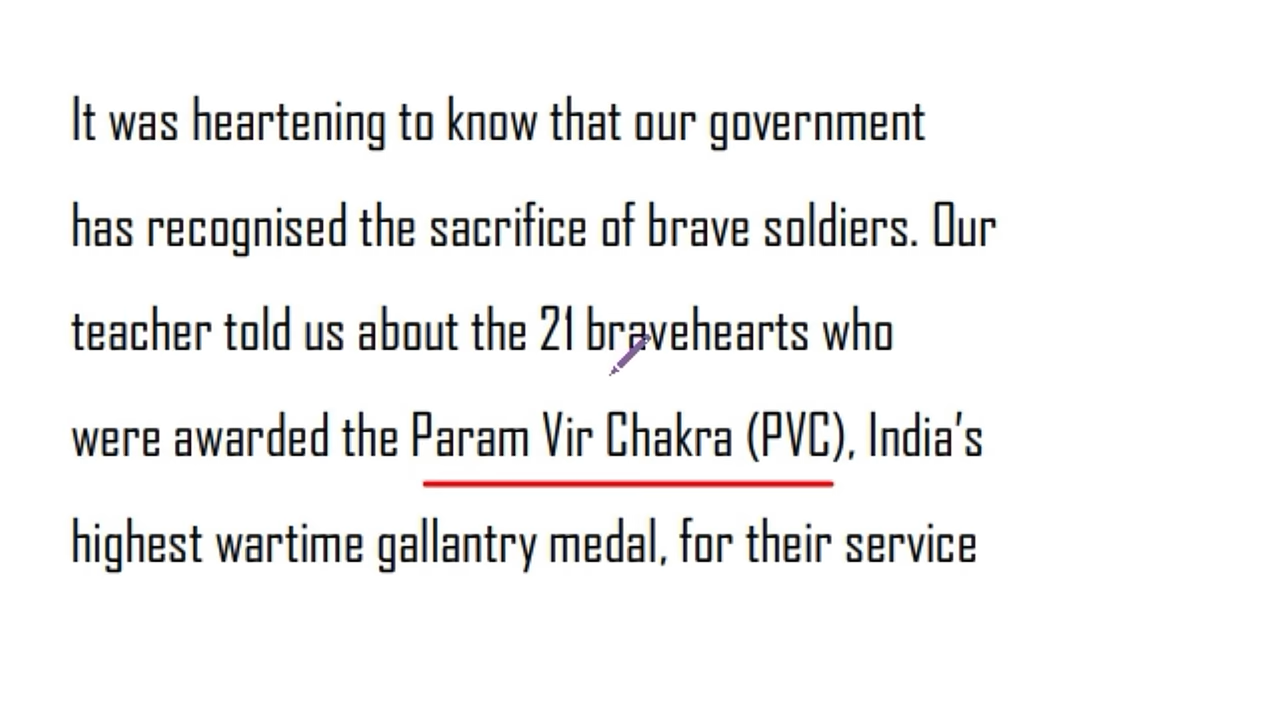 It was heartening to know that our government
has recognised the sacrifice of brave soldiers. Our
teacher told us about the 21 bravehearts who
were awarded the Param Vir Chakra (PVC), India's
highest wartime gallantry medal, for their service